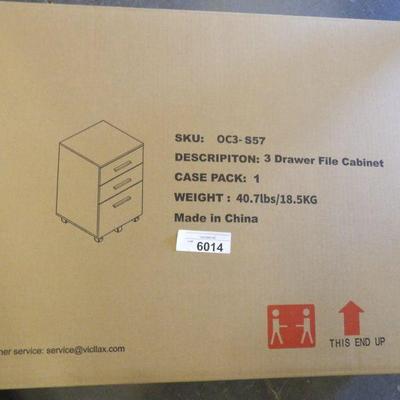 SKU: OC3-S57
DESCRIPITON: 3 Drawer File Cabinet
CASE PACK: 1
WEIGHT: 40.7lbs/18.5KG
Made in China
6014
THIS END UP
ner service: service@vicllax.com